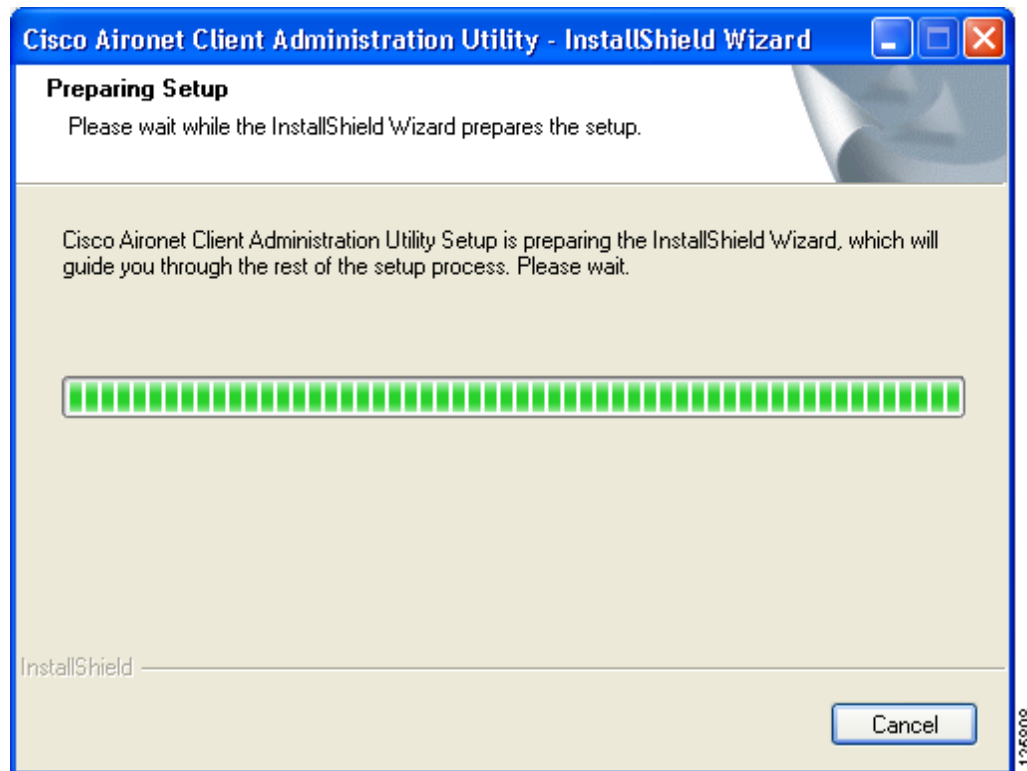 Cisco Aironet Client Administration Utility - InstallShield Wizard
Preparing Setup
Please wait while the InstallShield Wizard prepares the setup.
Cisco Aironet Client Administration Utility Setup is preparing the InstallShield Wizard, which will
guide you through the rest of the setup process. Please wait.
InstallShield
Cancel